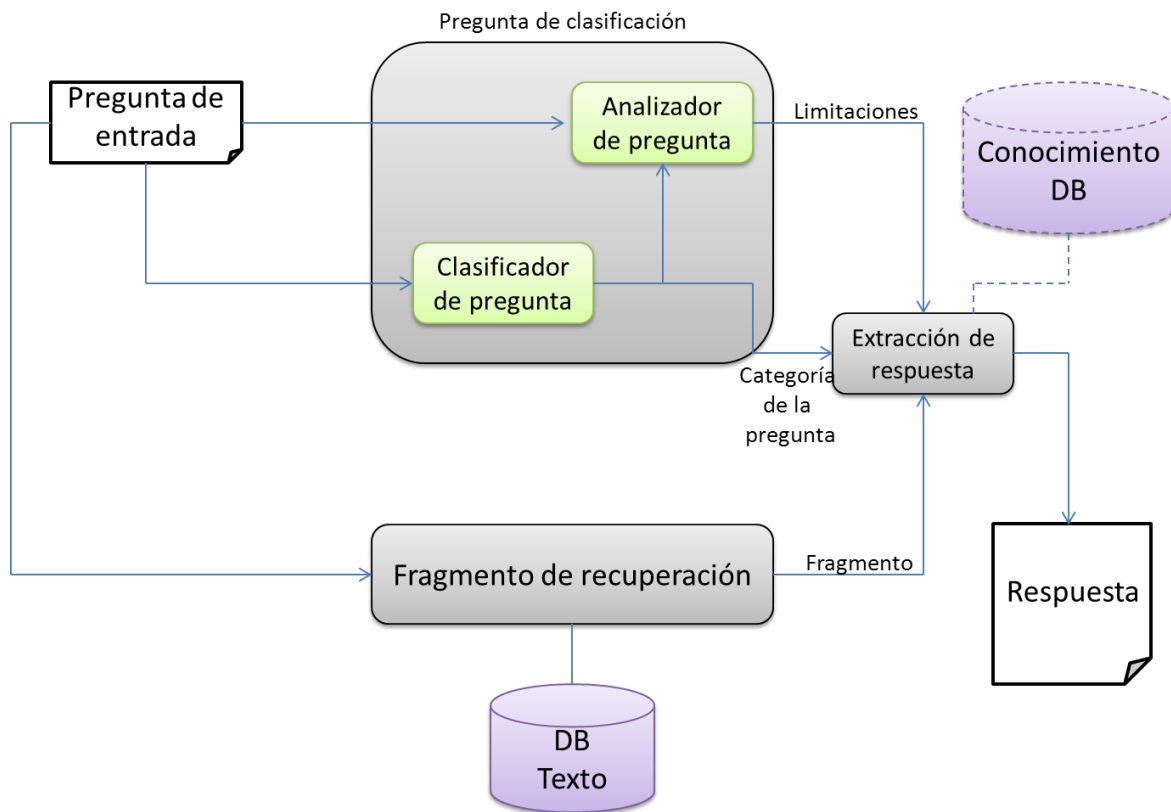 Pregunta de clasificación
Pregunta de
entrada
Analizador
de pregunta
Limitaciones
Conocimiento
DB
Clasificador
de pregunta
Extracción de
respuesta
Categoría
de la
pregunta
Fragmento de recuperación
Fragmento
Respuesta
DB
Texto